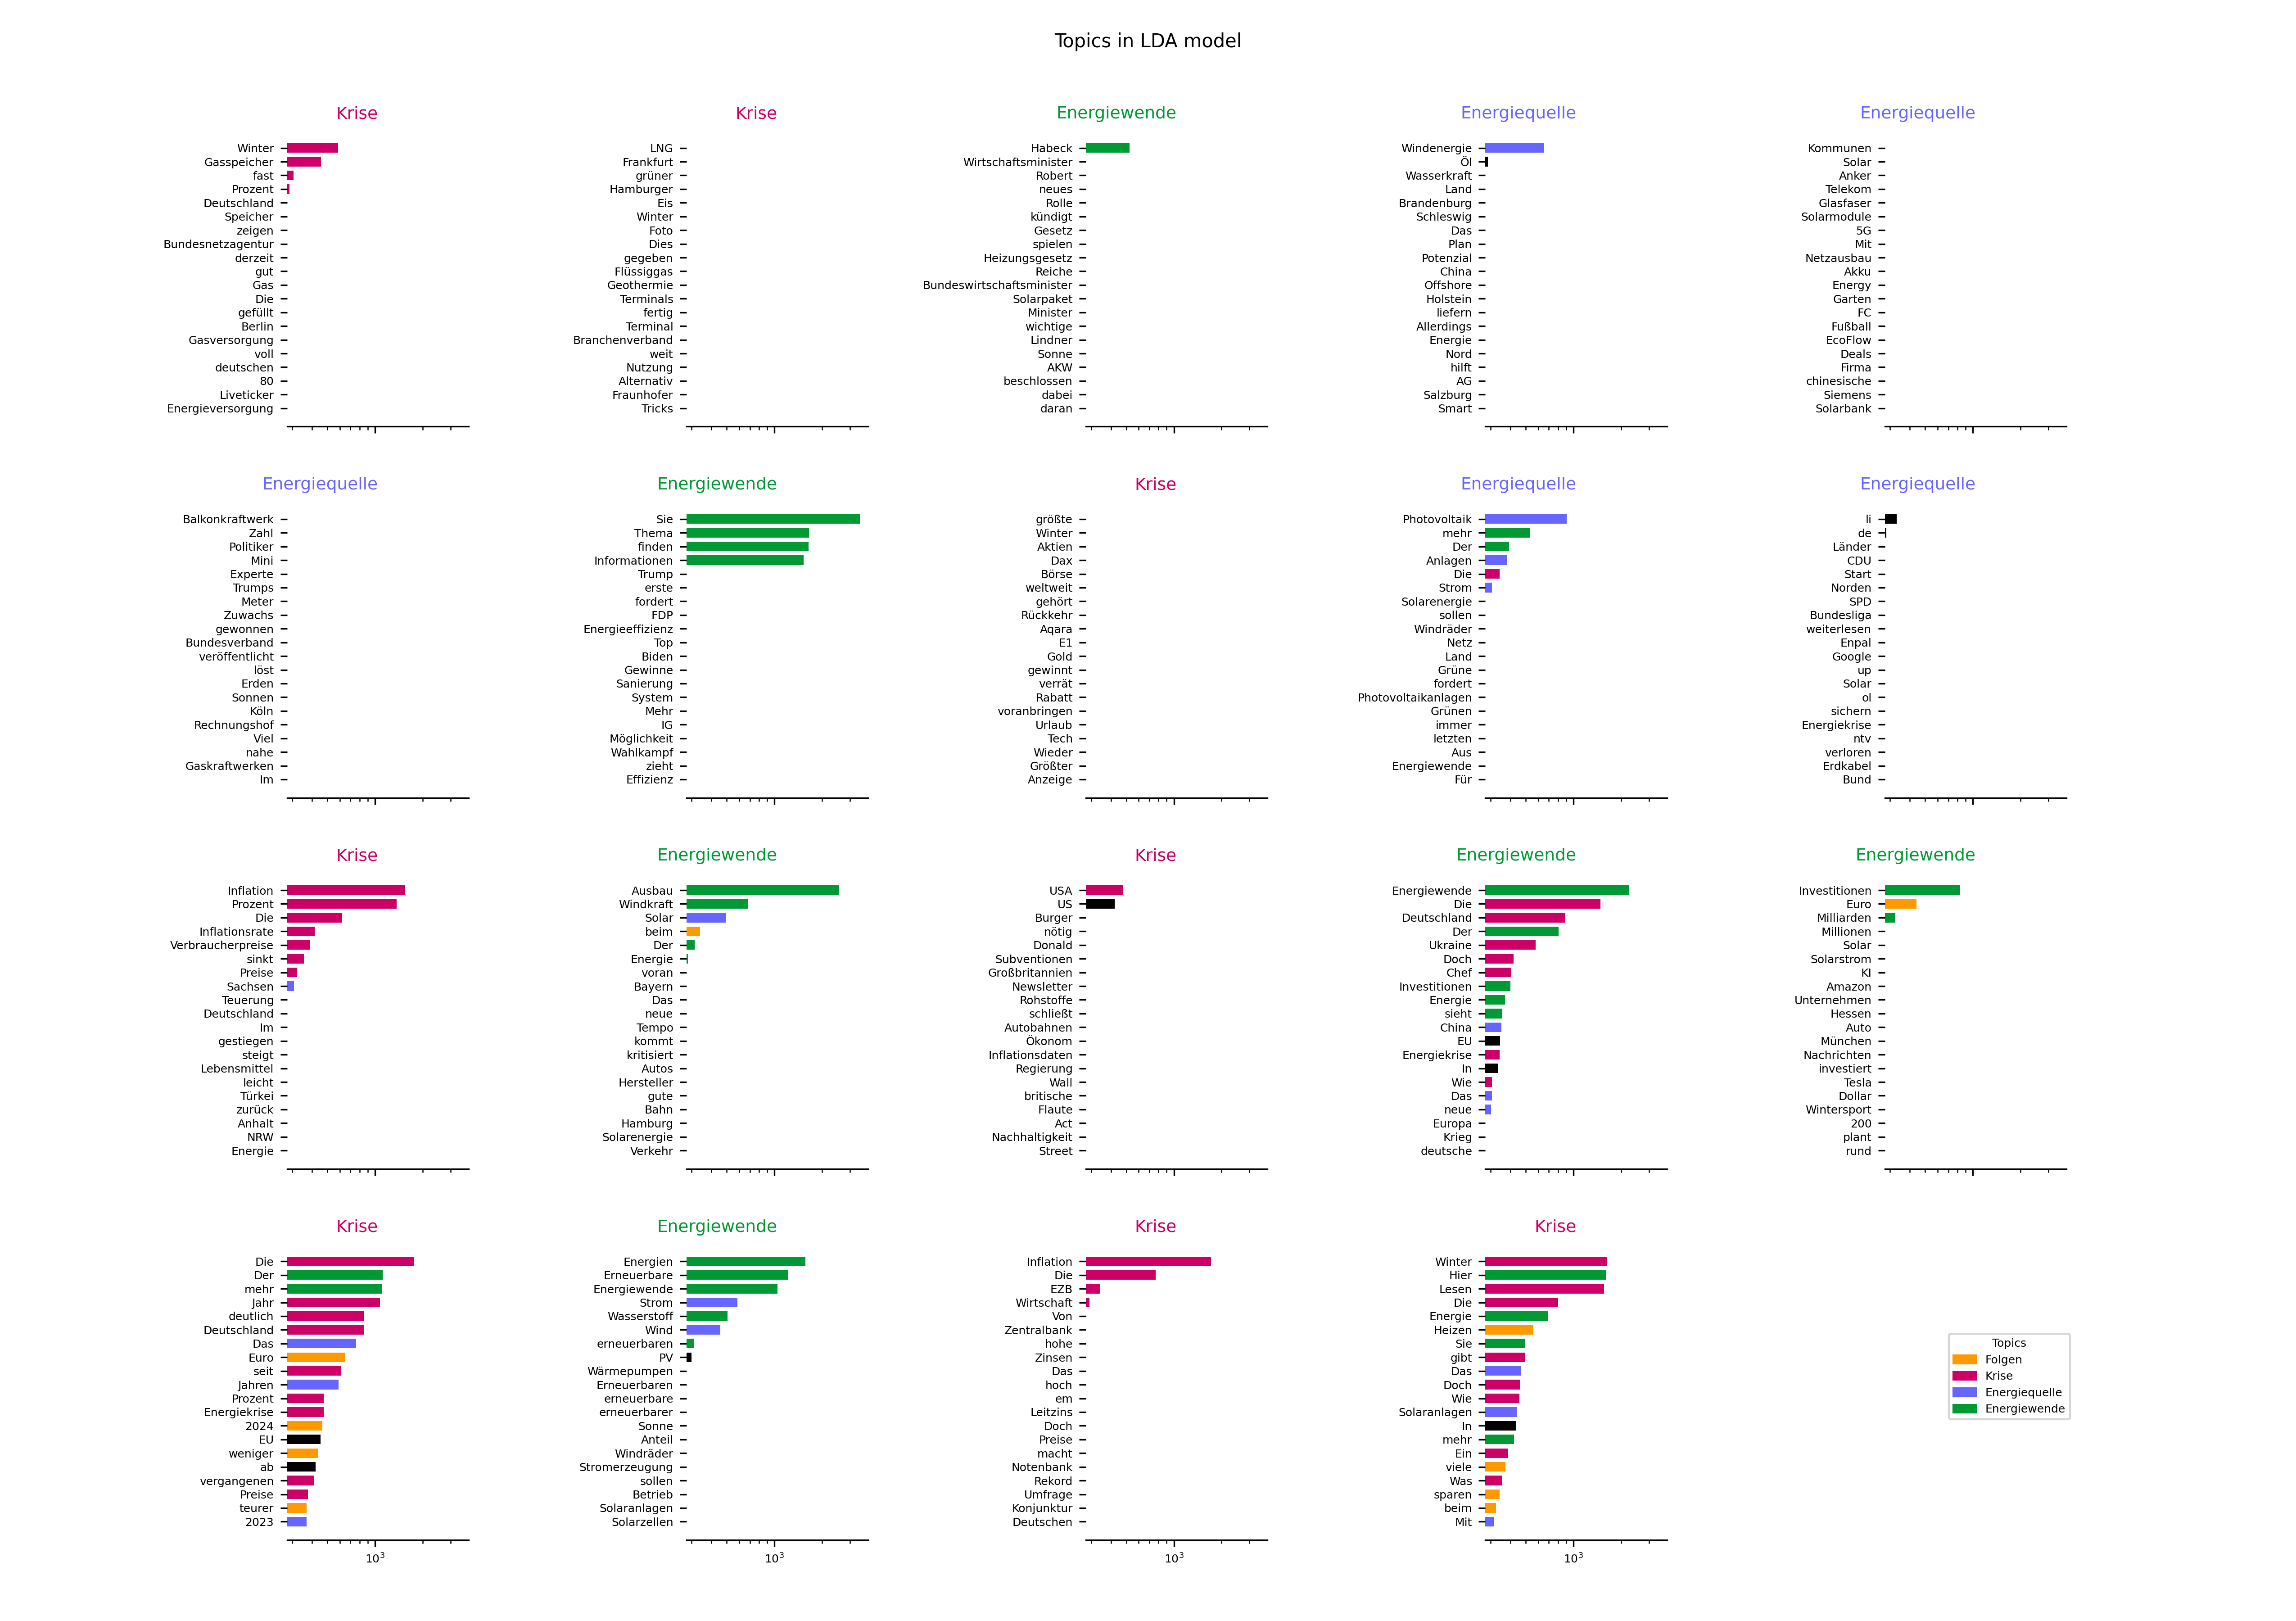 Topics in LDA model
Krise
Winter
Gasspeicher
fast
Prozent
Deutschland
Speicher
zeigen
Bundesnetzagentur
derzeit
gut
Gas
Die
gefüllt
Berlin
Gasversorgung
voll
deutschen
80
Liveticker
Energieversorgung
Krise
LNG
Frankfurt
grüner
Hamburger
Eis
Winter
Foto
Dies
gegeben
Flüssiggas
Geothermie
Terminals
fertig
Terminal
Branchenverband
weit
Nutzung
Alternativ
Fraunhofer
Tricks
Energiewende
Habeck
Wirtschaftsminister
Robert
neues
Rolle
kündigt
Gesetz
spielen
Heizungsgesetz
Reiche
Bundeswirtschaftsminister
Solarpaket
Minister
wichtige
Lindner
Sonne
AKW
beschlossen
dabei
daran
Energiequelle
Windenergie
Öl
Wasserkraft
Land
Brandenburg
Schleswig
Das
Plan
Potenzial
China
Offshore
Holstein
liefern
Allerdings
Energie
Nord
hilft
AG
Salzburg
Smart
Energiequelle
Kommunen
Solar
Anker
Telekom
Glasfaser
Solarmodule
5G
Mit
Netzausbau
Akku
Energy
Garten
FC
Fußball
EcoFlow
Deals
Firma
chinesische
Siemens
Solarbank
Energiequelle
Balkonkraftwerk
Zahl
Politiker
Mini
Experte
Trumps
Meter
Zuwachs
gewonnen
Bundesverband
veröffentlicht
löst
Erden
Sonnen
Köln
Rechnungshof
Viel
nahe
Gaskraftwerken
Im
Energiewende
Sie
Thema
finden
Informationen
Trump
erste
fordert
FDP
Energieeffizienz
Top
Biden
Gewinne
Sanierung
System
Mehr
IG
Möglichkeit
Wahlkampf
zieht
Effizienz
Krise
größte
Winter
Aktien
Dax
Börse
weltweit
gehört
Rückkehr
Aqara
E1
Gold
gewinnt
verrät
Rabatt
voranbringen
Urlaub
Tech
Wieder
Größter
Anzeige
Energiequelle
Photovoltaik
mehr
Der
Anlagen
Die
Strom
Solarenergie
sollen
Windräder
Netz
Land
Grüne
fordert
Photovoltaikanlagen
Grünen
immer
letzten
Aus
Energiewende
Für
Energiequelle
li
de
Länder
CDU
Start
Norden
SPD
Bundesliga
weiterlesen
Enpal
Google
up
Solar
ol
sichern
Energiekrise
ntv
verloren
Erdkabel
Bund
Krise
Inflation
Prozent
Die
Inflationsrate
Verbraucherpreise
sinkt
Preise
Sachsen
Teuerung
Deutschland
Im
gestiegen
steigt
Lebensmittel
leicht
Türkei
zurück
Anhalt
NRW
Energie
Energiewende
Ausbau
Windkraft
Solar
beim
Der
Energie
voran
Bayern
Das
neue
Tempo
kommt
kritisiert
Autos
Hersteller
gute
Bahn
Hamburg
Solarenergie
Verkehr
Krise
USA
US
Burger
nötig
Donald
Subventionen
Großbritannien
Newsletter
Rohstoffe
schließt
Autobahnen
Ökonom
Inflationsdaten
Regierung
Wall
britische
Flaute
Act
Nachhaltigkeit
Street
Energiewende
Energiewende
Die
Deutschland
Der
Ukraine
Doch
Chef
Investitionen
Energie
sieht
China
EU
Energiekrise
In
Wie
Das
neue
Europa
Krieg
deutsche
Energiewende
Investitionen
Euro
Milliarden
Millionen
Solar
Solarstrom
KI
Amazon
Unternehmen
Hessen
Auto
München
Nachrichten
investiert
Tesla
Dollar
Wintersport
200
plant
rund
Krise
Die
Der
mehr
Jahr
deutlich
Deutschland
Das
Euro
seit
Jahren
Prozent
Energiekrise
2024
EU
weniger
ab
vergangenen
Preise
teurer
2023
10³
Energiewende
Energien
Erneuerbare
Energiewende
Strom
Wasserstoff
Wind
erneuerbaren
PV
Wärmepumpen
Erneuerbaren
erneuerbare
erneuerbarer
Sonne
Anteil
Windräder
Stromerzeugung
sollen
Betrieb
Solaranlagen
Solarzellen
10³
Krise
Inflation
Die
EZB
Wirtschaft
Von
Zentralbank
hohe
Zinsen
Das
hoch
em
Leitzins
Doch
Preise
macht
Notenbank
Rekord
Umfrage
Konjunktur
Deutschen
10³
Krise
Winter
Hier
Lesen
Die
Energie
Heizen
Sie
gibt
Das
Doch
Wie
Solaranlagen
In
mehr
Ein
viele
Was
sparen
beim
Mit
10³
Topics
Folgen
Krise
Energiequelle
Energiewende